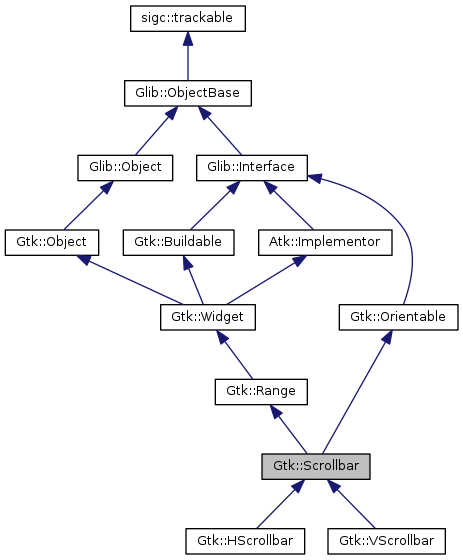 sigc::trackable
Glib::ObjectBase
Glib::Object
Glib::Interface
Gtk::Object
Gtk::Buildable
Atk::Implementor
Gtk::Widget
Gtk::Orientable
Gtk::Range
Gtk::Scrollbar
Gtk::HScrollbar
Gtk::VScrollbar